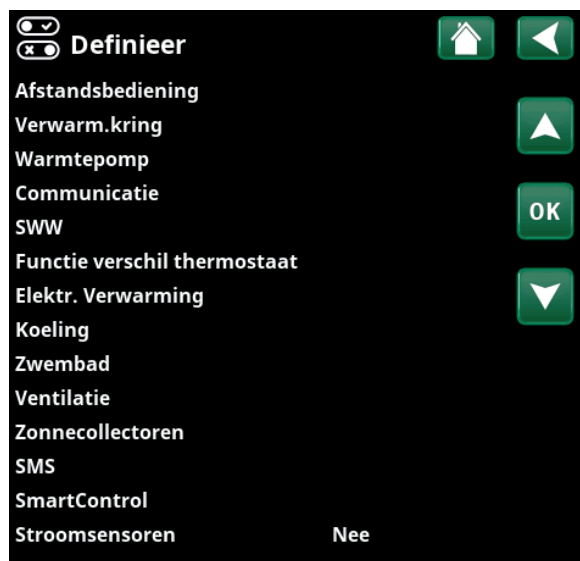 Definieer
Afstandsbediening
Verwarm.kring
Warmtepomp
Communicatie
OK
SWW
Functie verschil thermostaat
Elektr. Verwarming
Koeling
Zwembad
Ventilatie
Zonnecollectoren
SMS
SmartControl
Stroomsensoren Nee